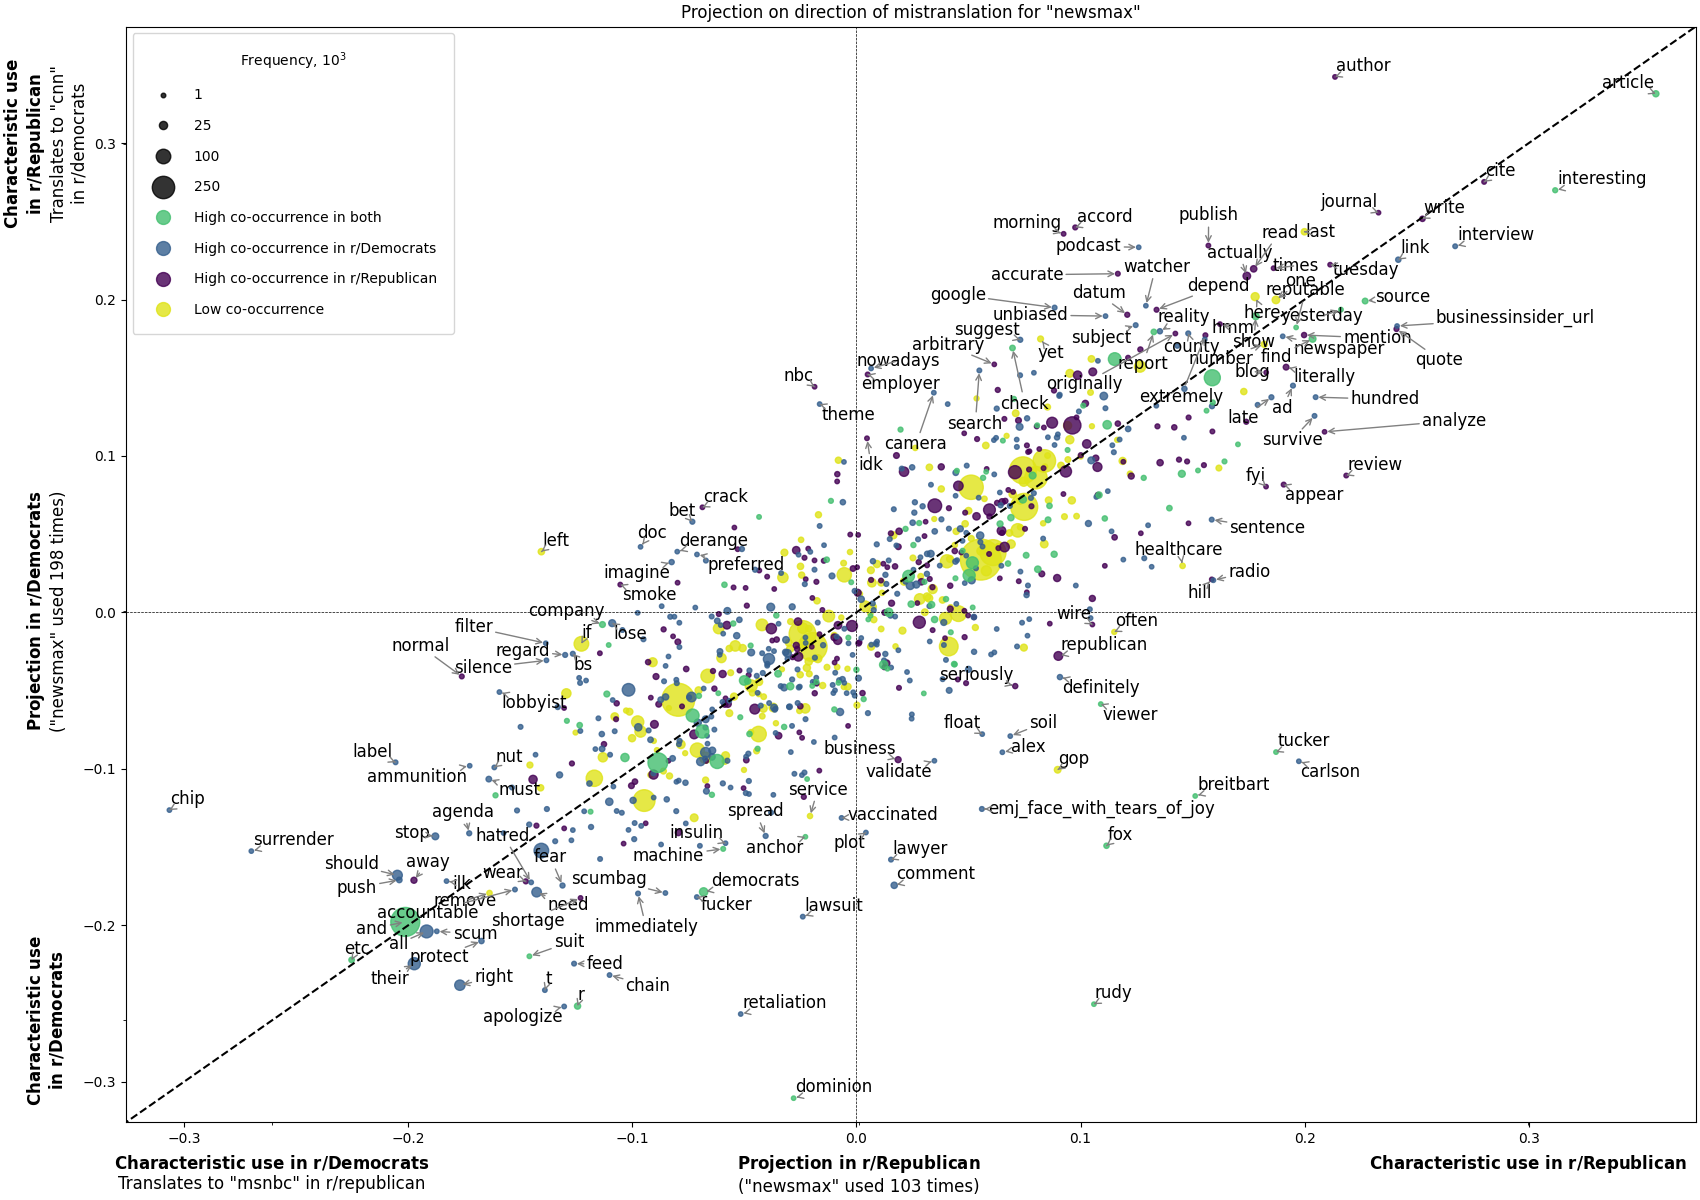 Projection on direction of mistranslation for "newsmax"
Characteristic use
in r/Republican
Translates to "cnn"
in r/democrats
Projection in r/Democrats
("newsmax" used 198 times)
Characteristic use
in r/Democrats
Frequency, 10³
1
25
100
250
High co-occurrence in both
High co-occurrence in r/Democrats
High co-occurrence in r/Republican
Low co-occurrence
0.3
0.2
0.1
0.0
−0.1
−0.2
−0.3
author
article
cite
interesting
journal
write
morning
accord
publish
read
last
interview
podcast
actually
link
accurate
watcher
times
tuesday
one
google
datum
depend
reputable
source
unbiased
reality
here
yesterday
businessinsider_url
suggest
subject
hmm
mention
arbitrary
yet
county
show
newspaper
quote
nowadays
report
number
find
nbc
employer
originally
blog
literally
theme
check
extremely
ad
hundred
search
late
analyze
camera
survive
idk
fyi
review
appear
crack
bet
sentence
left
doc
derange
healthcare
preferred
imagine
radio
smoke
hill
company
wire
often
filter
if
lose
normal
regard
republican
silence
bs
seriously
definitely
lobbyist
viewer
float
soil
label
nut
business
alex
tucker
ammunition
validate
gop
carlson
chip
must
service
breitbart
agenda
spread
vaccinated
emj_face_with_tears_of_joy
surrender
stop
hatred
insulin
plot
fox
should
away
fear
machine
anchor
lawyer
push
ilk
wear
scumbag
democrats
comment
remove
need
fucker
accountable
shortage
lawsuit
and
immediately
all
scum
etc
protect
suit
their
right
t
feed
chain
r
rudy
apologize
retaliation
dominion
−0.3
−0.2
−0.1
0.0
0.1
0.2
0.3
Characteristic use in r/Democrats
Translates to "msnbc" in r/republican
Projection in r/Republican
("newsmax" used 103 times)
Characteristic use in r/Republican